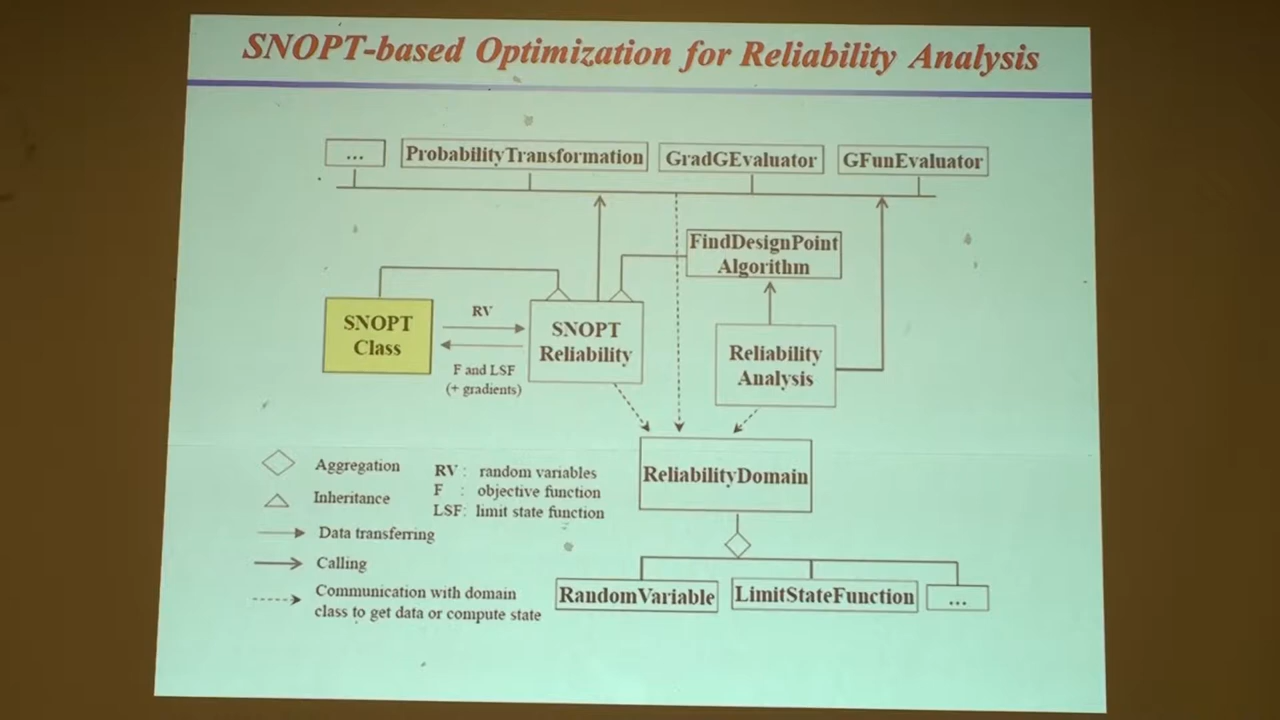 SNOPT-based Optimization for Reliability Analysis
...
ProbabilityTransformation
GradGEvaluator
GFunEvaluator
FindDesignPoint
Algorithm
SNOPT
Class
RV
F and LSF
(+ gradients)
SNOPT
Reliability
Reliability
Analysis
ReliabilityDomain
Aggregation
Inheritance
Data transferring
Calling
Communication with domain
class to get data or compute state
RV : random variables
F : objective function
LSF: limit state function
RandomVariable
LimitStateFunction
...